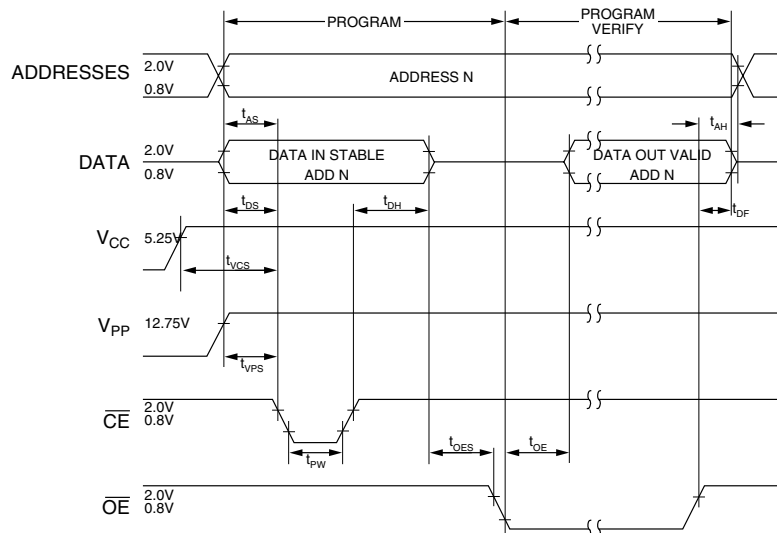 PROGRAM
PROGRAM
VERIFY
ADDRESSES
2.0V
0.8V
ADDRESS N
tAS
tAH
DATA
2.0V
0.8V
DATA IN STABLE
ADD N
DATA OUT VALID
ADD N
tDS
tDH
tDF
VCC
5.25V
tVCS
VPP
12.75V
tVPS
CE
2.0V
0.8V
tPW
tOES
tOE
OE
2.0V
0.8V